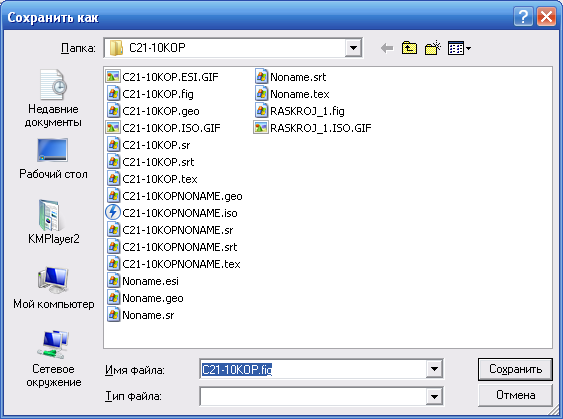 Сохранить как
Папка: C21-10KOP
Недавние документы
Рабочий стол
KMPlayer2
Мой компьютер
Сетевое окружение
C21-10KOP.ESI.GIF
C21-10KOP.fig
C21-10KOP.geo
C21-10KOP.ISO.GIF
C21-10KOP.sr
C21-10KOP.srt
C21-10KOP.tex
C21-10KOPNONAME.geo
C21-10KOPNONAME.iso
C21-10KOPNONAME.sr
C21-10KOPNONAME.srt
C21-10KOPNONAME.tex
Noname.esi
Noname.geo
Noname.sr
Noname.srt
Noname.tex
RASKROJ_1.fig
RASKROJ_1.ISO.GIF
Имя файла: C21-10KOP.fig Сохранить
Тип файла: Отмена